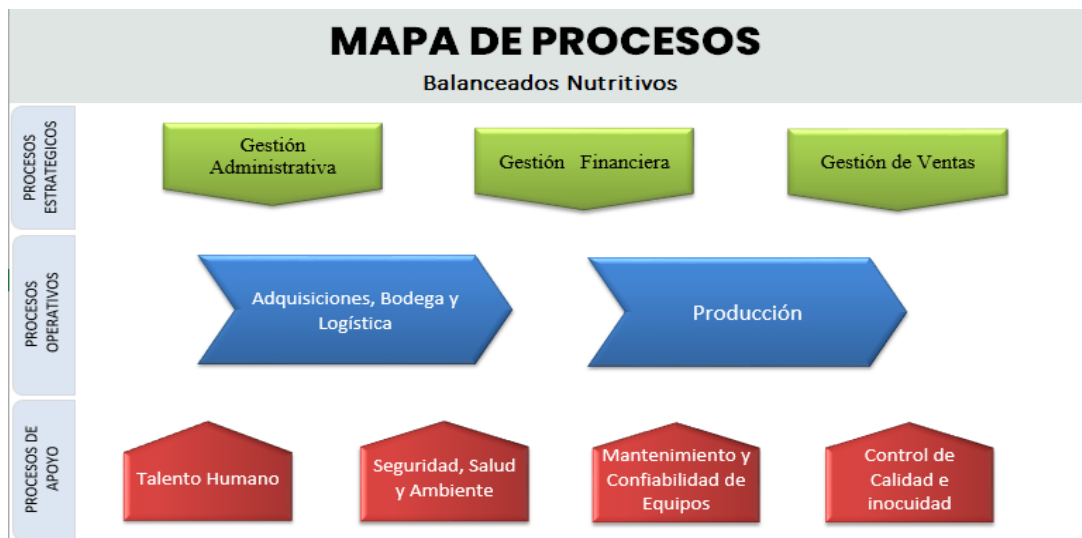 MAPA DE PROCESOS
Balanceados Nutritivos
PROCESOS
ESTRATEGICOS
Gestión
Administrativa
Gestión Financiera
Gestión de Ventas
PROCESOS
OPERATIVOS
Adquisiciones, Bodega y
Logística
Producción
PROCESOS DE
APOYO
Talento Humano
Seguridad, Salud
y Ambiente
Mantenimiento y
Confiabilidad de
Equipos
Control de
Calidad e
inocuidad